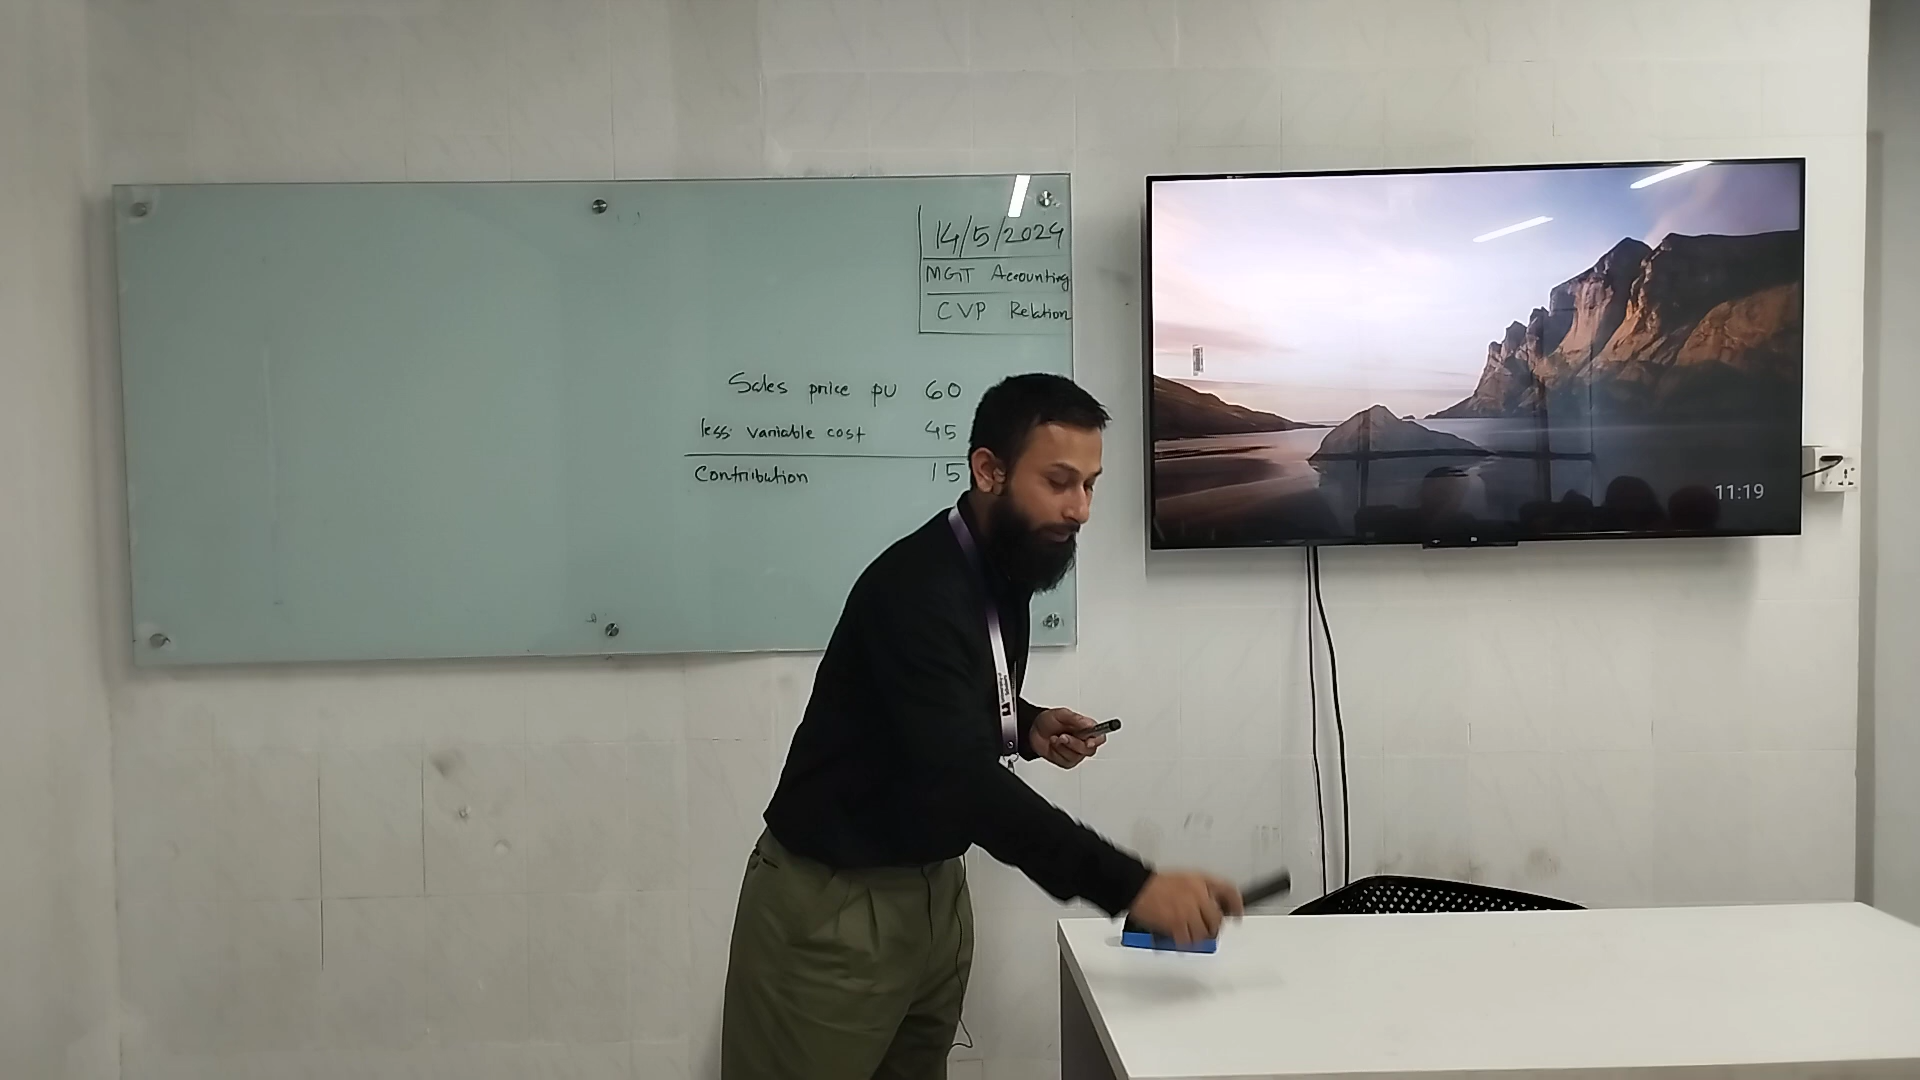 14/5/2024
MGT Accounting
CVP Relation
Sales price pu 60
less: variable cost 45
Contribution 15
11:19